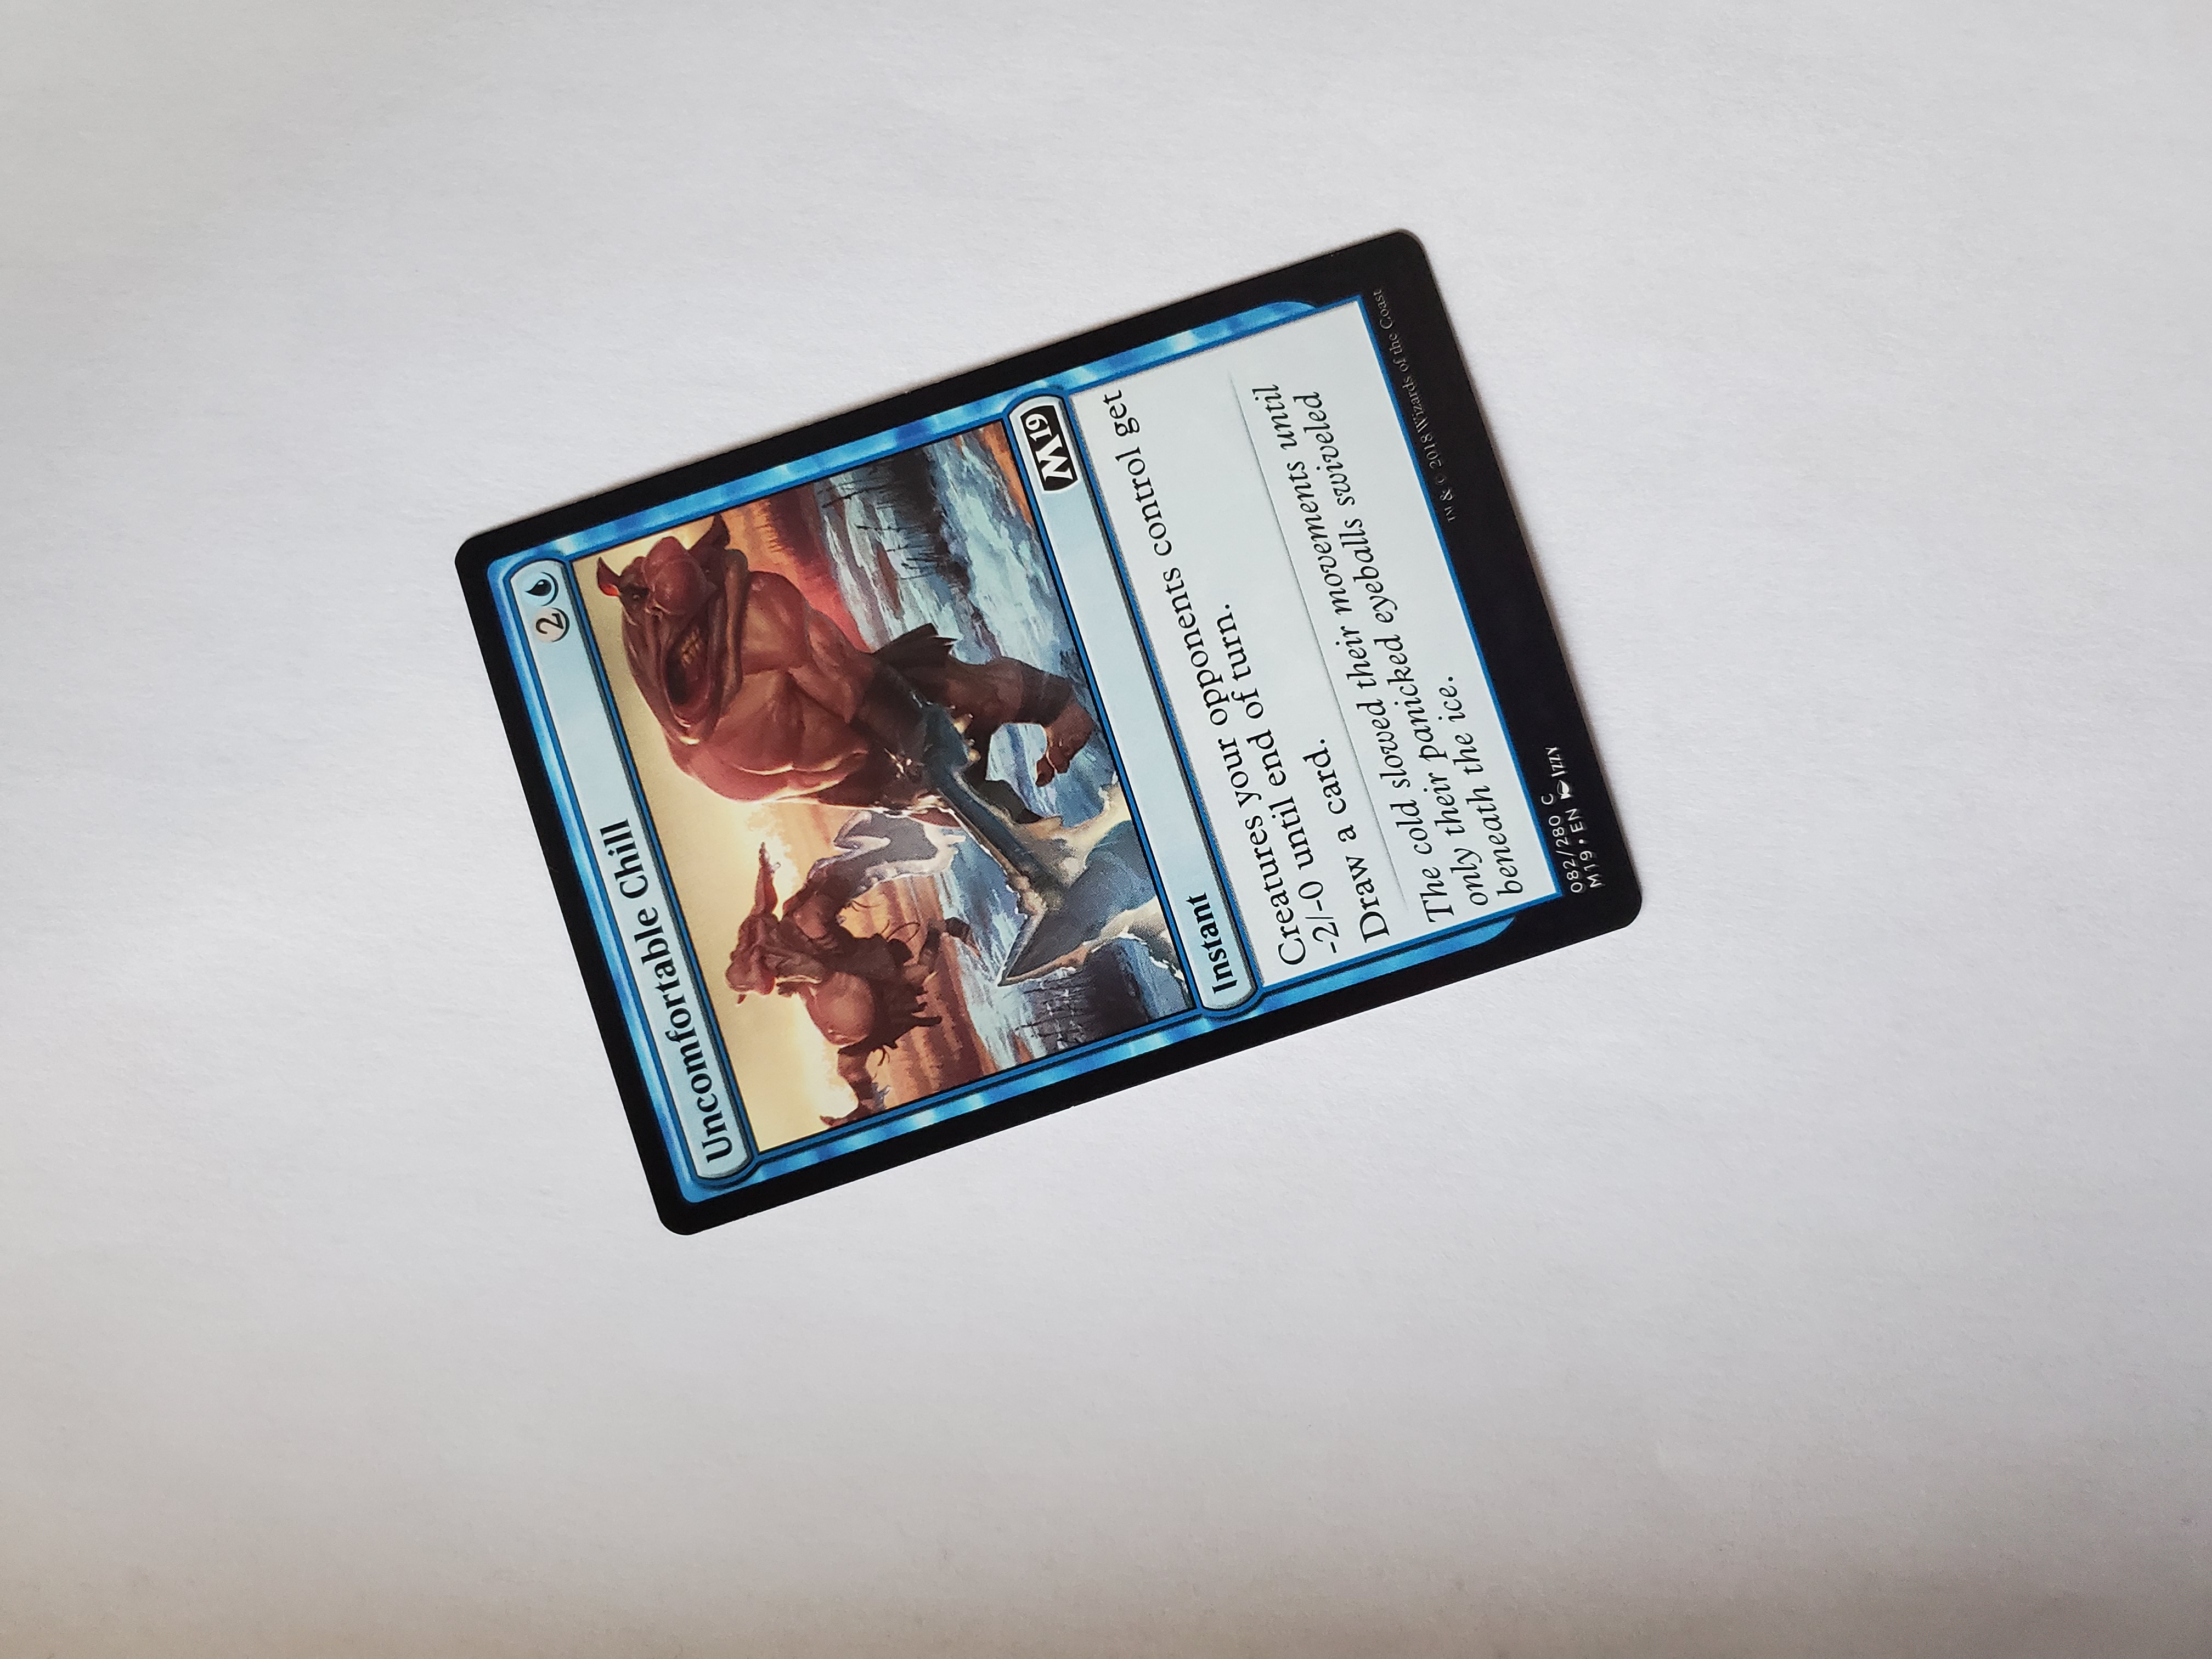 Uncomfortable Chill 2
Instant M19
Creatures your opponents control get
-2/-0 until end of turn.
Draw a card.
The cold slowed their movements until
only their panicked eyeballs swiveled
beneath the ice.
082/280 C
M19 • EN Izzy
™ & © 2018 Wizards of the Coast